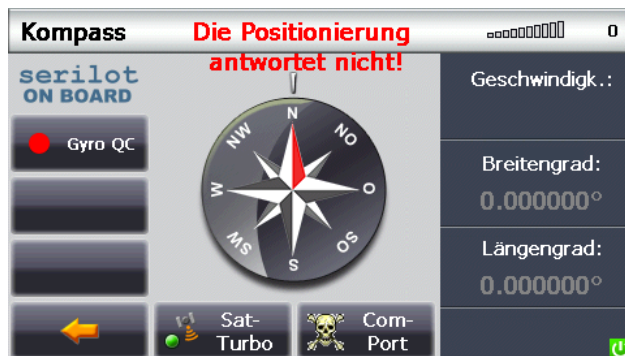 Kompass
Die Positionierung
antwortet nicht!
0
serilot
ON BOARD
Gyro QC
N
NO
O
SO
S
SW
W
NW
Geschwindigk.:
Breitengrad:
0.000000°
Längengrad:
0.000000°
Sat-
Turbo
Com-
Port